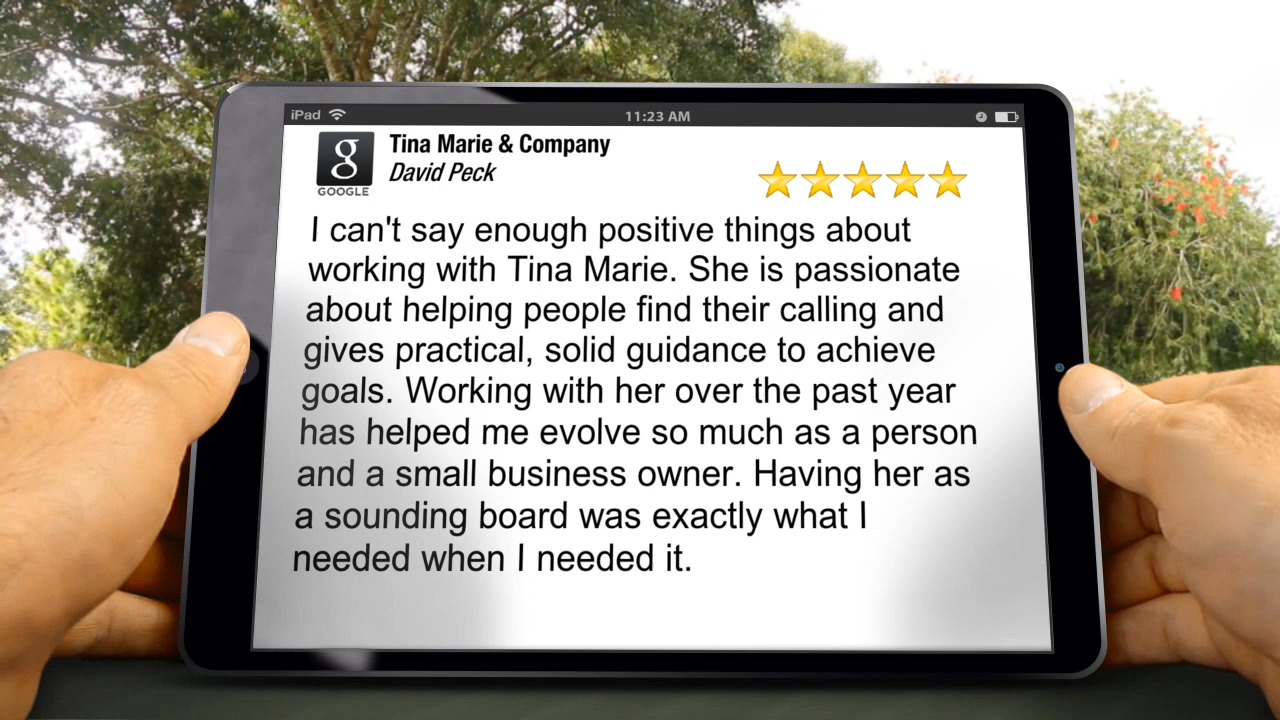 iPad 11:23 AM
g
GOOGLE
Tina Marie & Company
David Peck
I can't say enough positive things about
working with Tina Marie. She is passionate
about helping people find their calling and
gives practical, solid guidance to achieve
goals. Working with her over the past year
has helped me evolve so much as a person
and a small business owner. Having her as
a sounding board was exactly what I
needed when I needed it.